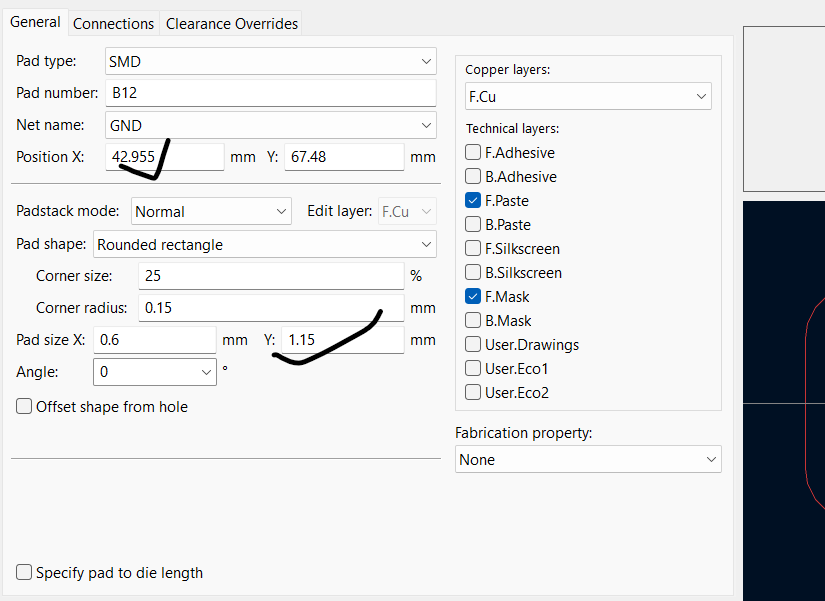 General Connections Clearance Overrides
Pad type: SMD
Pad number: B12
Net name: GND
Position X: 42.955 mm Y: 67.48 mm
Padstack mode: Normal Edit layer: F.Cu
Pad shape: Rounded rectangle
Corner size: 25 %
Corner radius: 0.15 mm
Pad size X: 0.6 mm Y: 1.15 mm
Angle: 0 °
Offset shape from hole
Specify pad to die length
Copper layers:
F.Cu
Technical layers:
F.Adhesive
B.Adhesive
F.Paste
B.Paste
F.Silkscreen
B.Silkscreen
F.Mask
B.Mask
User.Drawings
User.Eco1
User.Eco2
Fabrication property:
None